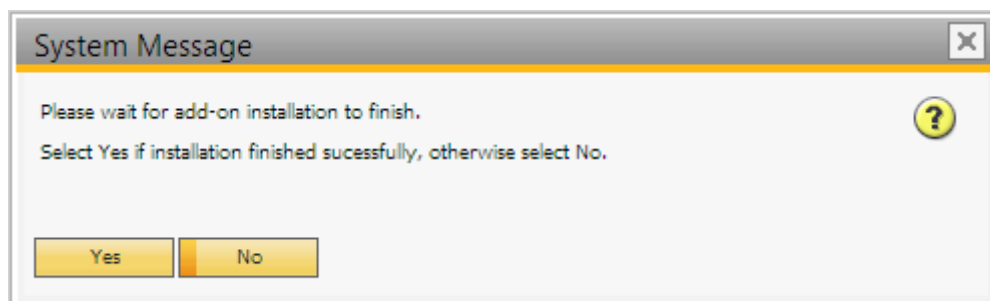 System Message
Please wait for add-on installation to finish.
Select Yes if installation finished sucessfully, otherwise select No.
Yes No